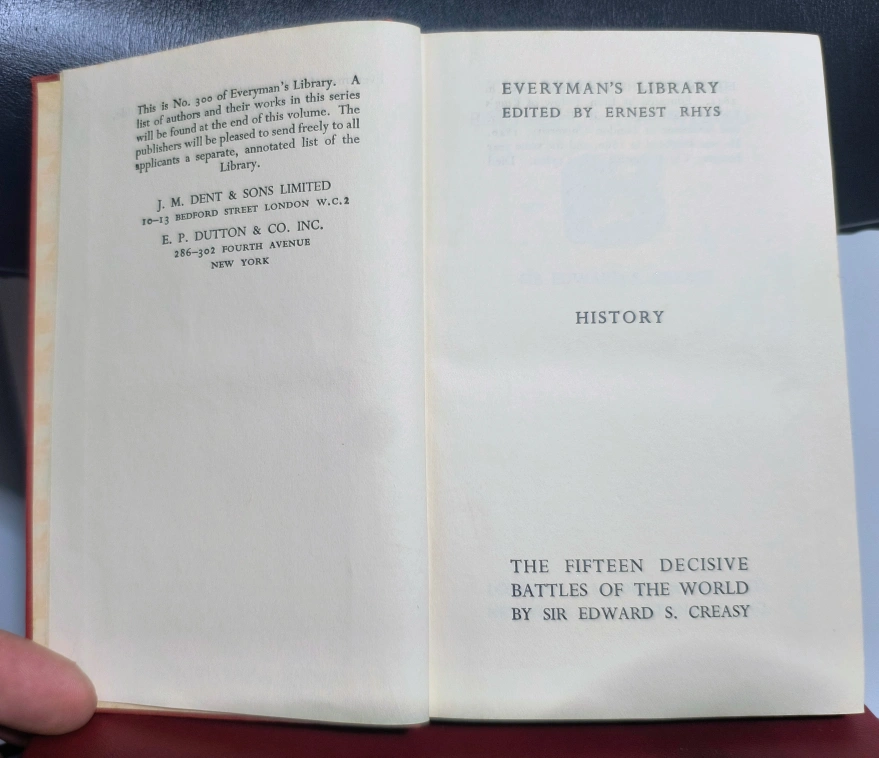 This is No. 300 of Everyman's Library. A
list of authors and their works in this series
will be found at the end of this volume. The
publishers will be pleased to send freely to all
applicants a separate, annotated list of the
Library.
J. M. DENT & SONS LIMITED
10–13 BEDFORD STREET LONDON W.C.2
E. P. DUTTON & CO. INC.
286–302 FOURTH AVENUE
NEW YORK
EVERYMAN'S LIBRARY
EDITED BY ERNEST RHYS
HISTORY
THE FIFTEEN DECISIVE
BATTLES OF THE WORLD
BY SIR EDWARD S. CREASY